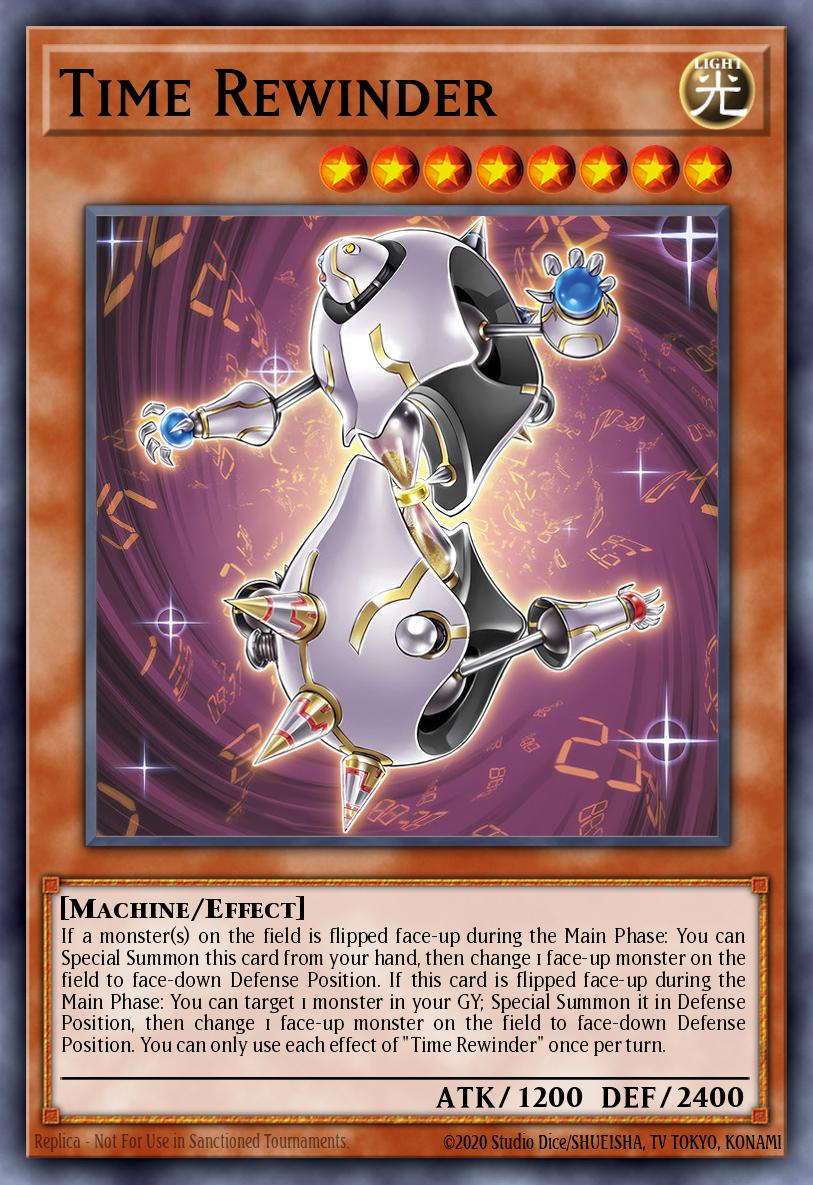 Time Rewinder
LIGHT
光
[Machine/Effect]
If a monster(s) on the field is flipped face-up during the Main Phase: You can
Special Summon this card from your hand, then change 1 face-up monster on the
field to face-down Defense Position. If this card is flipped face-up during the
Main Phase: You can target 1 monster in your GY; Special Summon it in Defense
Position, then change 1 face-up monster on the field to face-down Defense
Position. You can only use each effect of "Time Rewinder" once per turn.
ATK/1200 DEF/2400
Replica - Not For Use in Sanctioned Tournaments.
©2020 Studio Dice/SHUEISHA, TV TOKYO, KONAMI